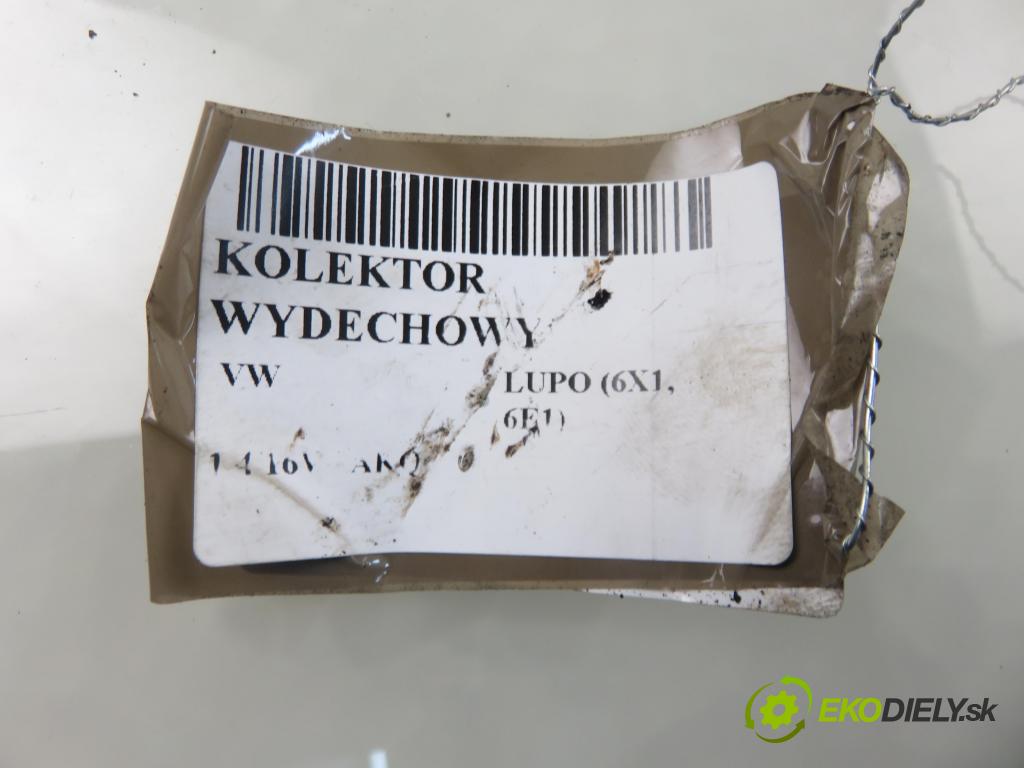 KOLEKTOR
WYDECHOWY
VW LUPO (6X1,
6E1)
1.4 16V AKQ
EKODIELY.sk